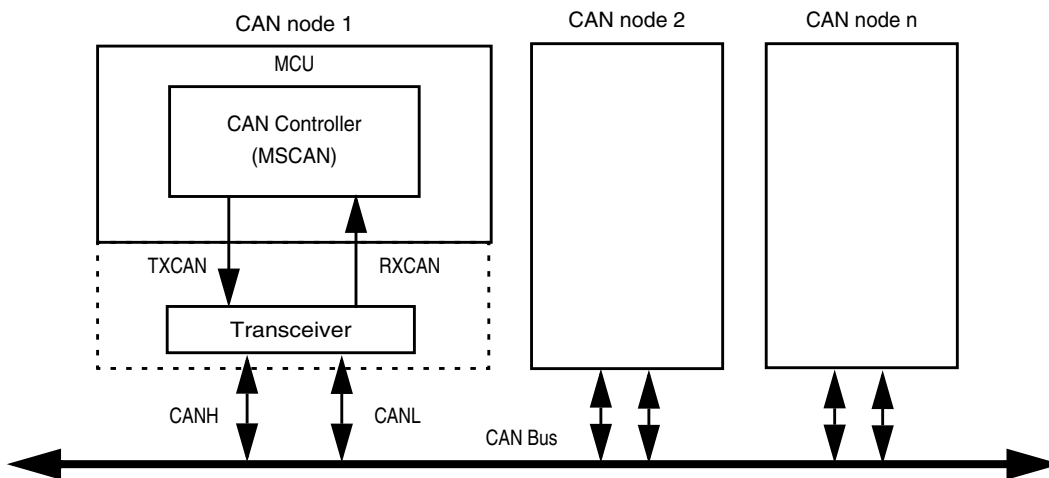 CAN node 1
CAN node 2
CAN node n
MCU
CAN Controller
(MSCAN)
TXCAN
RXCAN
Transceiver
CANH
CANL
CAN Bus